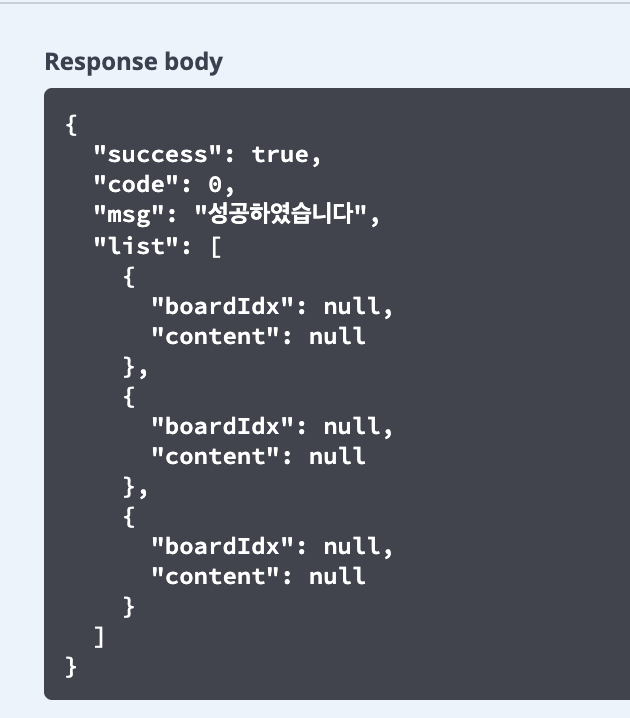 Response body
{
  "success": true,
  "code": 0,
  "msg": "성공하였습니다",
  "list": [
    {
      "boardIdx": null,
      "content": null
    },
    {
      "boardIdx": null,
      "content": null
    },
    {
      "boardIdx": null,
      "content": null
    }
  ]
}